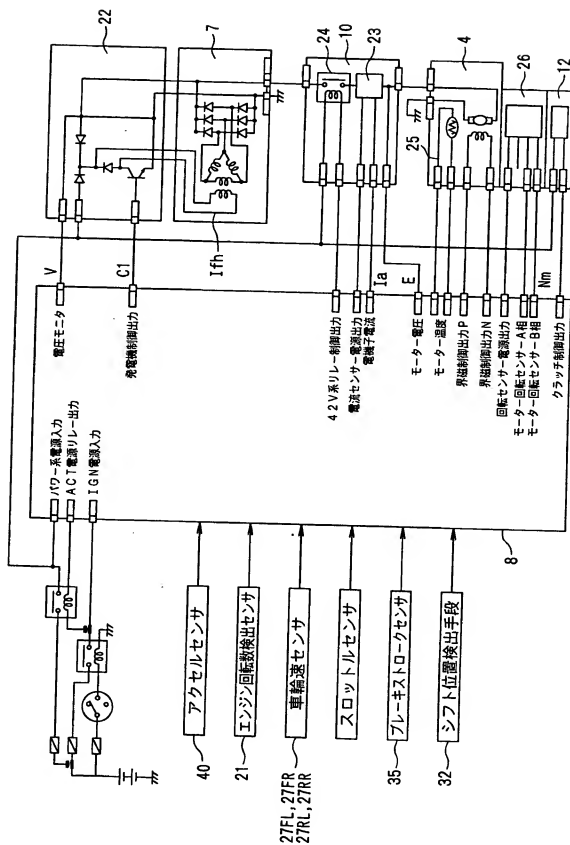 22
7
24
10
23
4
25
26
12
Ifh
V
C1
Ia
E
Nm
電圧モニタ
発電機制御出力
42V系リレー制御出力
電流センサー電源出力
電機子電流
モーター電圧
モーター温度
界磁制御出力P
界磁制御出力N
回転センサー電源出力
モーター回転センサーA相
モーター回転センサーB相
クラッチ制御出力
パワー系電源入力
ACT電源リレー出力
IGN電源入力
8
アクセルセンサ
40
エンジン回転数検出センサ
21
車輪速センサ
27FL,27FR
27RL,27RR
スロットルセンサ
ブレーキストロークセンサ
35
シフト位置検出手段
32